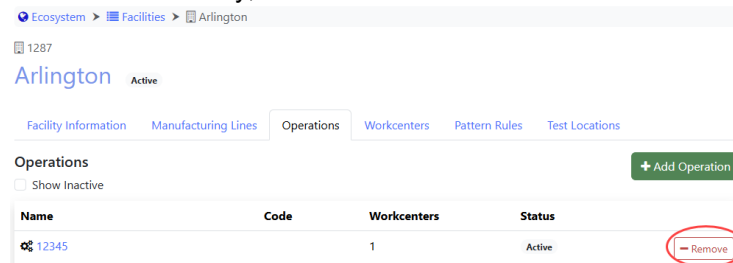 Ecosystem > Facilities > Arlington
1287
Arlington Active
Facility Information Manufacturing Lines Operations Workcenters Pattern Rules Test Locations
Operations
+ Add Operation
Show Inactive
Name Code Workcenters Status
12345 1 Active − Remove